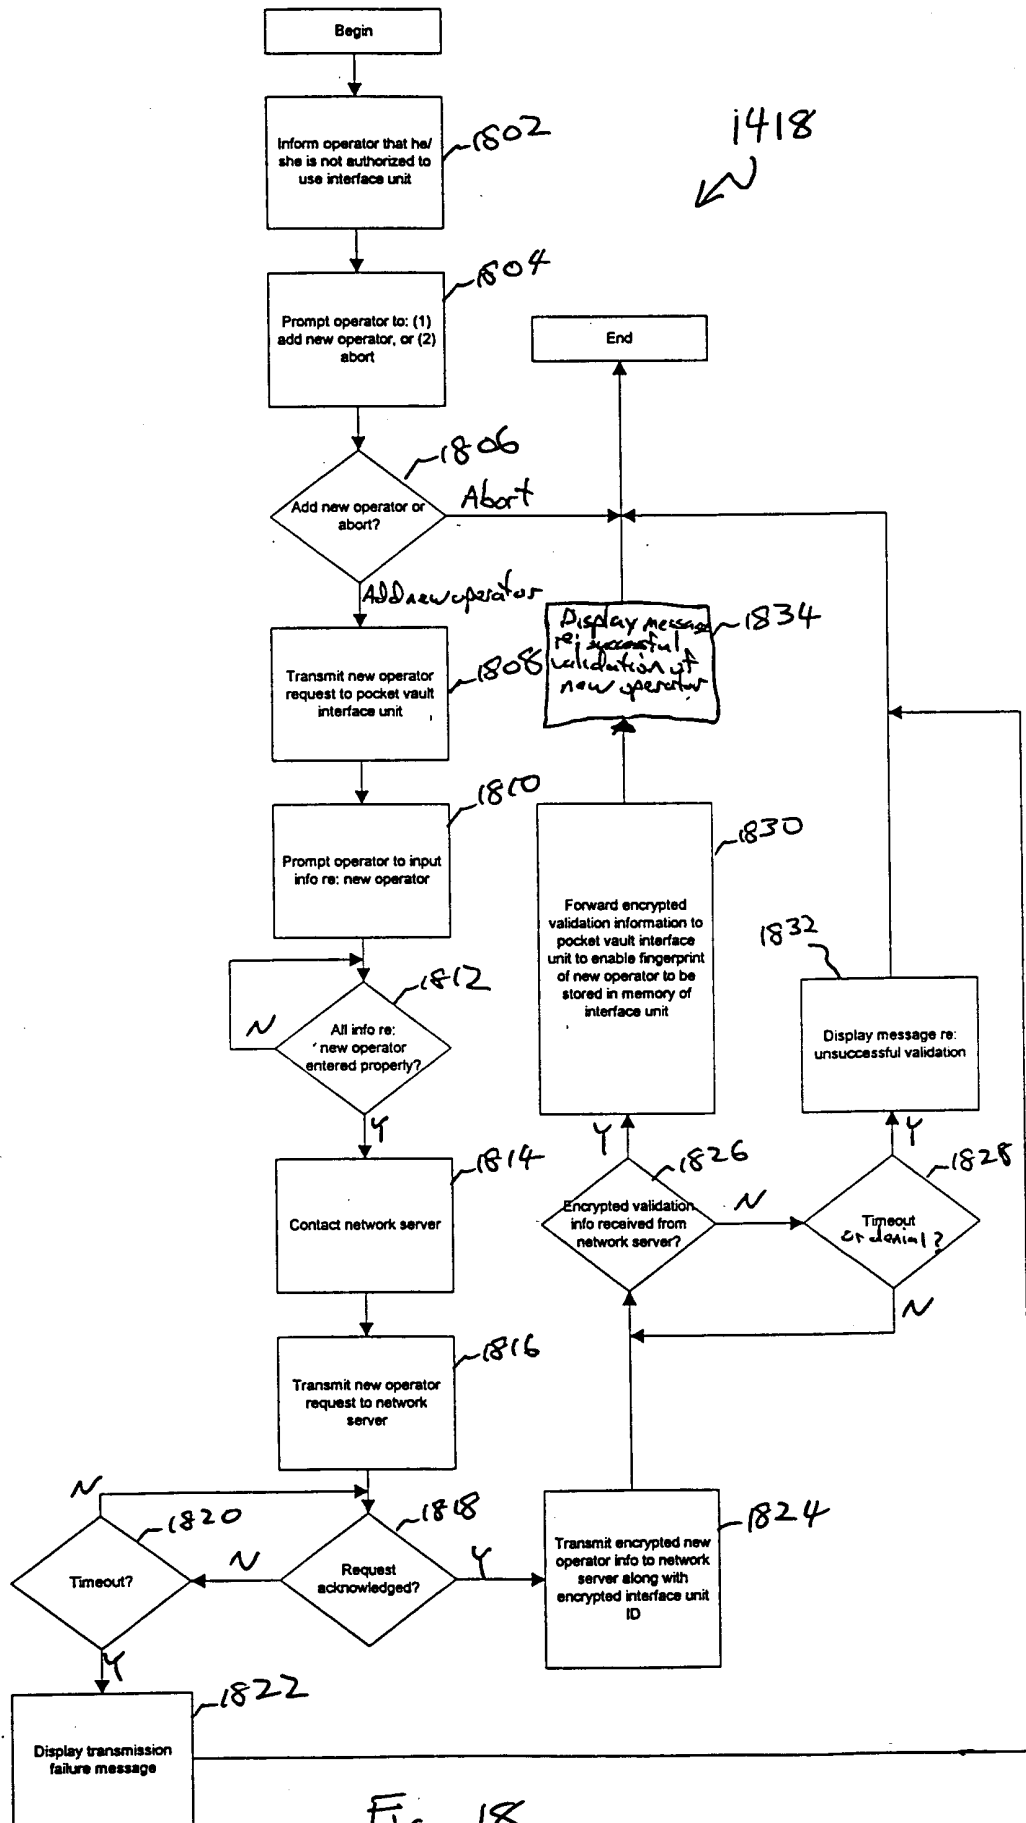 Begin
Inform operator that he/
she is not authorized to
use interface unit
1802
1418
Prompt operator to: (1)
add new operator, or (2)
abort
1804
End
Add new operator or
abort?
1806
Abort
Add new operator
Transmit new operator
request to pocket vault
interface unit
1808
Display message
re: successful
validation of
new operator
1834
Prompt operator to input
info re: new operator
1810
Forward encrypted
validation information to
pocket vault interface
unit to enable fingerprint
of new operator to be
stored in memory of
interface unit
1830
All info re:
new operator
entered properly?
1812
N
Y
Display message re:
unsuccessful validation
1832
Contact network server
1814
Encrypted validation
info received from
network server?
1826
Y
N
Timeout
or denial?
1828
Y
N
Transmit new operator
request to network
server
1816
Request
acknowledged?
1818
N
Y
Timeout?
1820
N
Y
Transmit encrypted new
operator info to network
server along with
encrypted interface unit
ID
1824
Display transmission
failure message
1822
Fig. 18